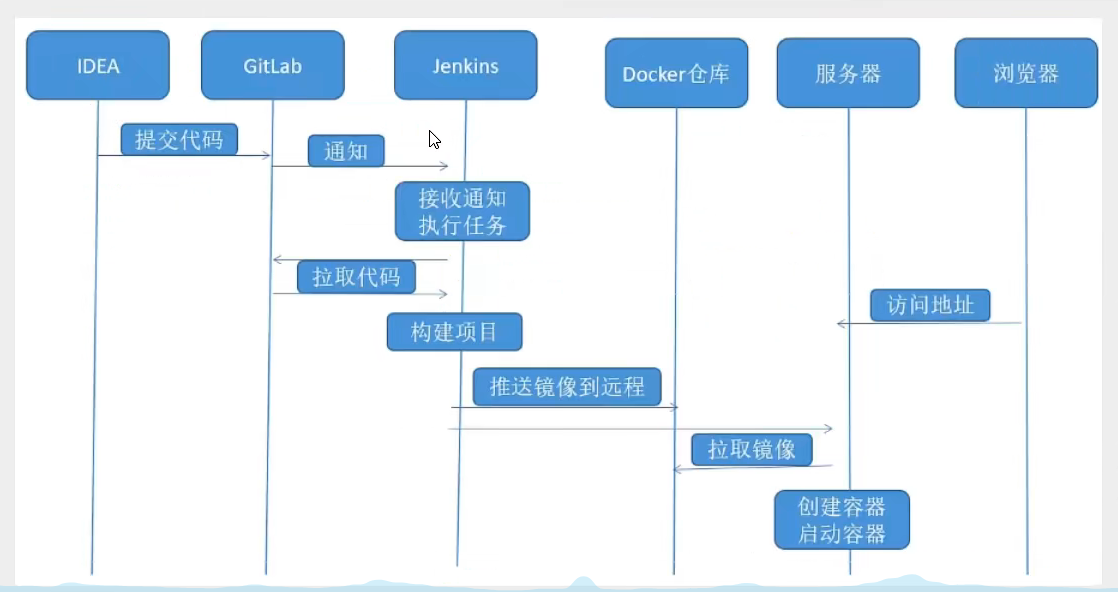 IDEA
GitLab
Jenkins
Docker仓库
服务器
浏览器
提交代码
通知
接收通知
执行任务
拉取代码
访问地址
构建项目
推送镜像到远程
拉取镜像
创建容器
启动容器